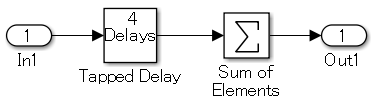 1
In1
4
Delays
Tapped Delay
Σ
Sum of
Elements
1
Out1